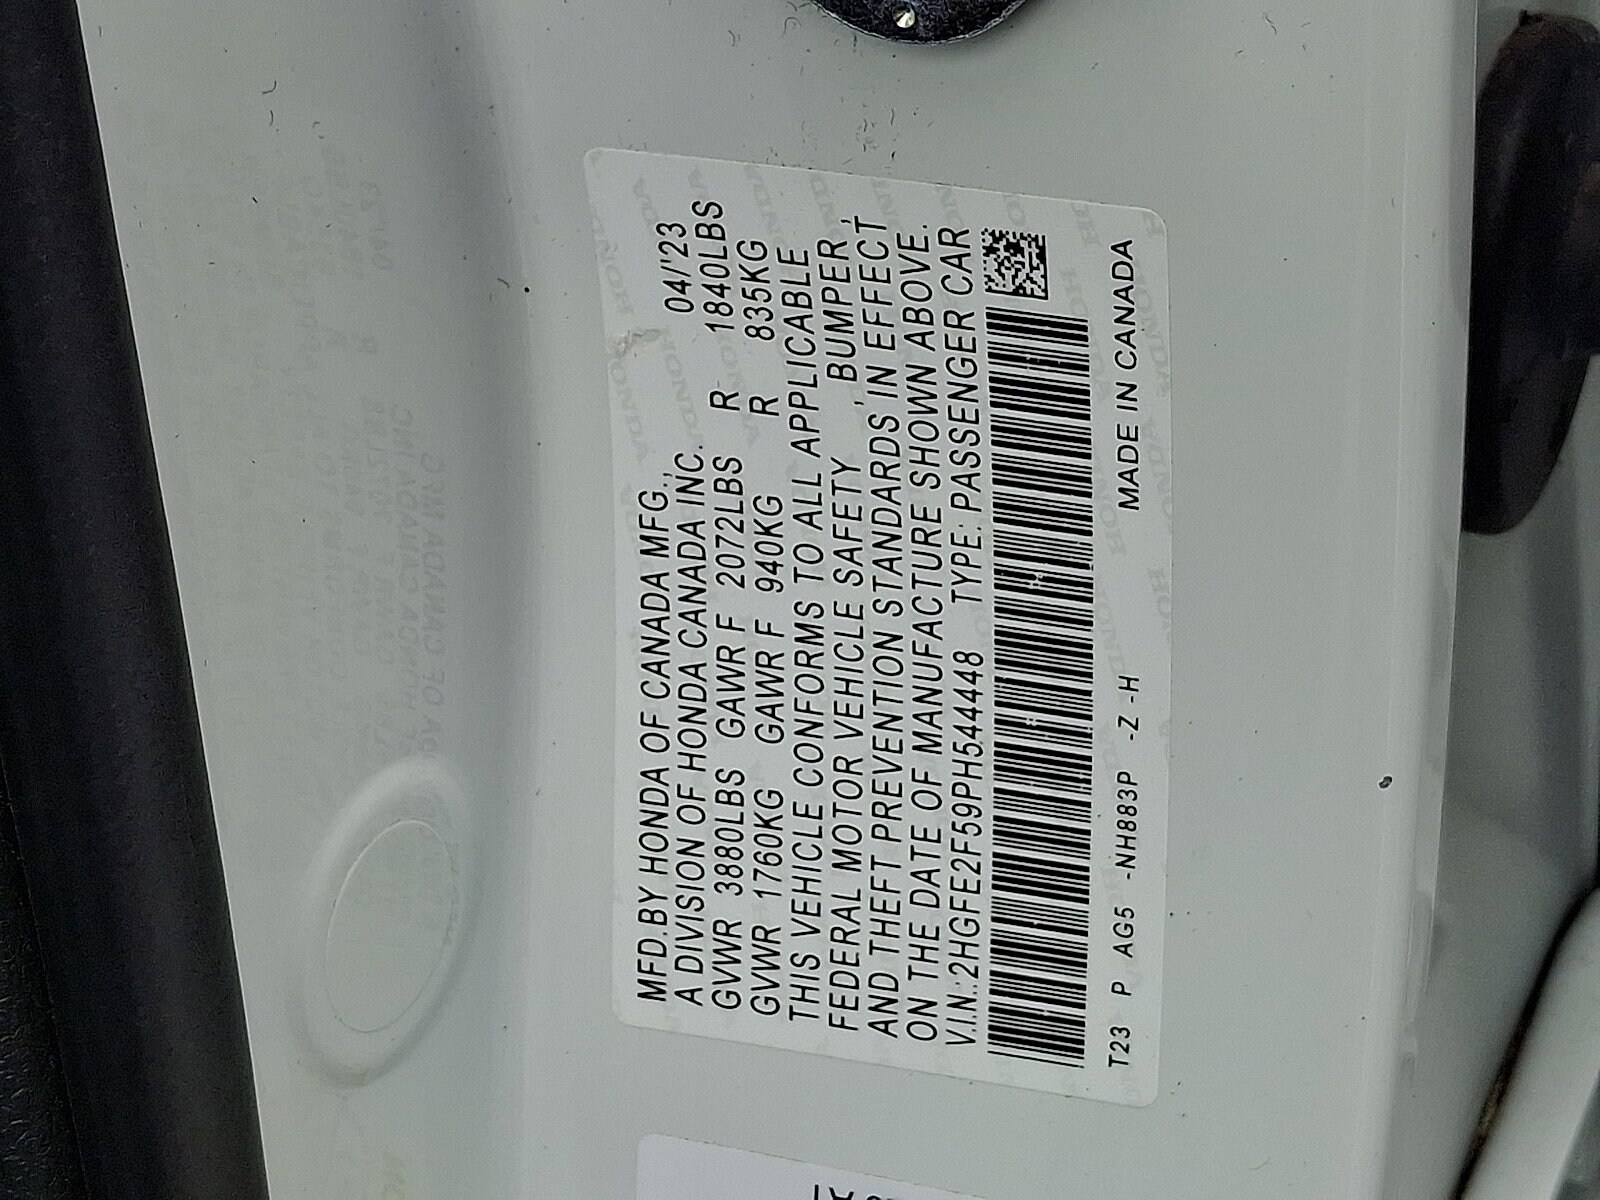 MFD.BY HONDA OF CANADA MFG., 04/'23
A DIVISION OF HONDA CANADA INC.
GVWR 3880LBS GAWR F 2072LBS R 1840LBS
GVWR 1760KG GAWR F 940KG R 835KG
THIS VEHICLE CONFORMS TO ALL APPLICABLE
FEDERAL MOTOR VEHICLE SAFETY , BUMPER ,
AND THEFT PREVENTION STANDARDS IN EFFECT
ON THE DATE OF MANUFACTURE SHOWN ABOVE.
V.I.N.:2HGFE2F59PH544448 TYPE: PASSENGER CAR
MADE IN CANADA
T23 P AG5 -NH883P -Z -H